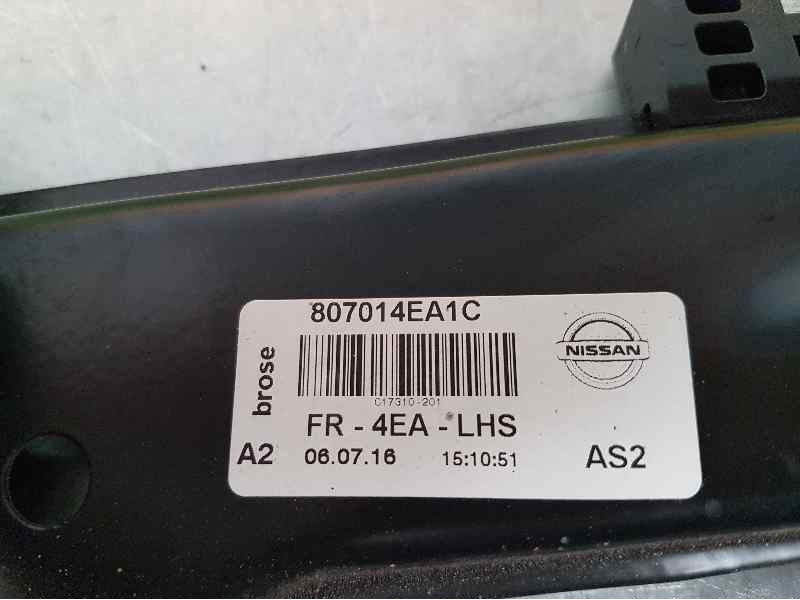 807014EA1C
brose
NISSAN
C17310-201
FR - 4EA - LHS
A2 06.07.16 15:10:51 AS2